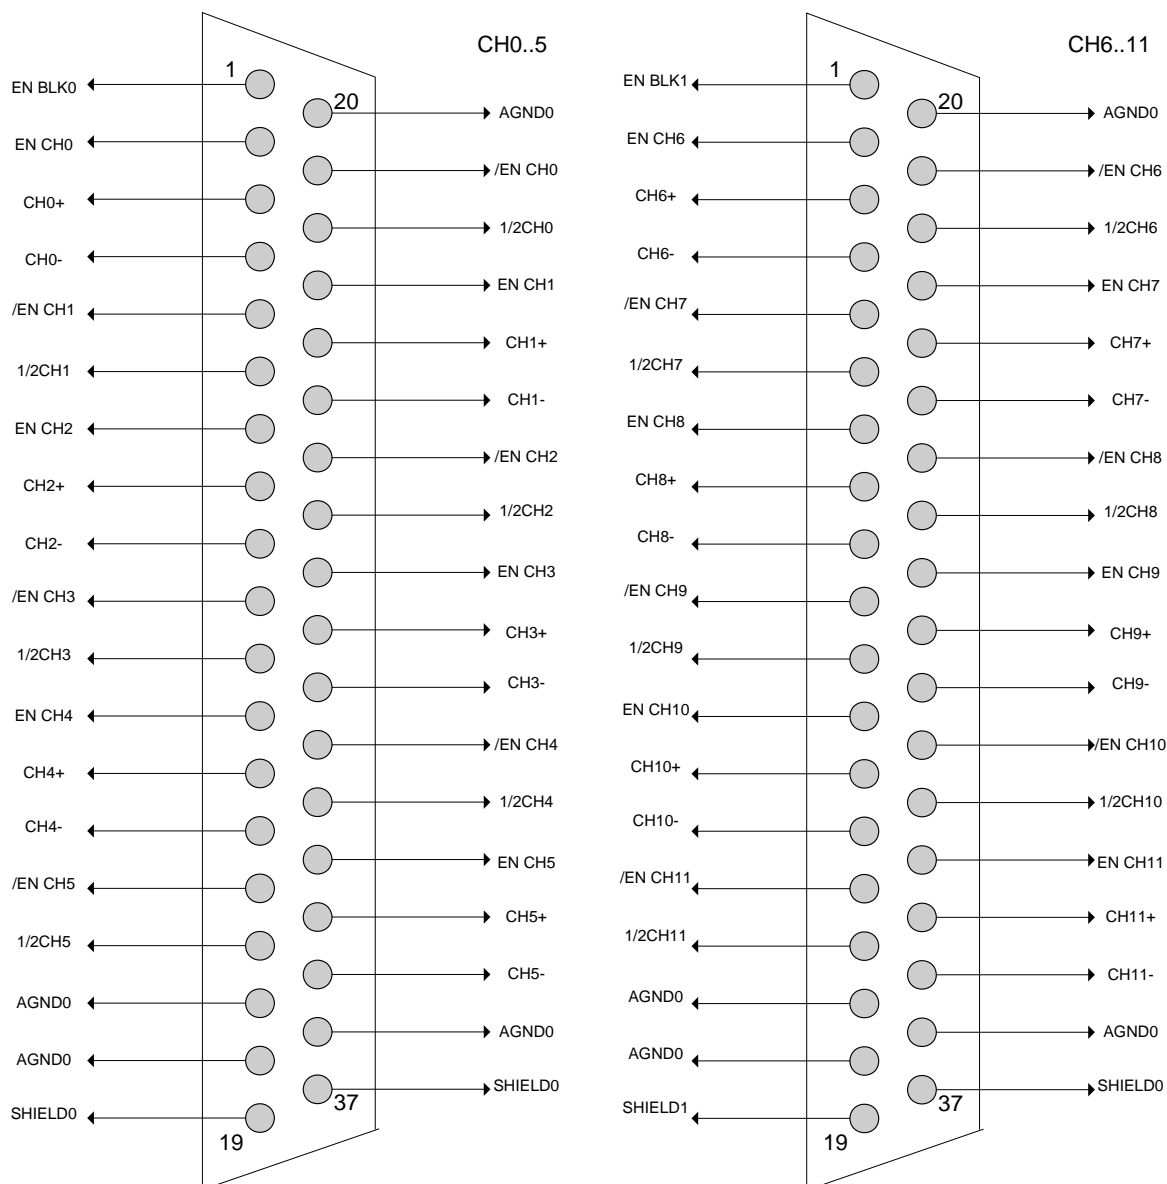 CH0..5
1
EN BLK0
20
AGND0
EN CH0
/EN CH0
CH0+
1/2CH0
CH0-
EN CH1
/EN CH1
CH1+
1/2CH1
CH1-
EN CH2
/EN CH2
CH2+
1/2CH2
CH2-
EN CH3
/EN CH3
CH3+
1/2CH3
CH3-
EN CH4
/EN CH4
CH4+
1/2CH4
CH4-
EN CH5
/EN CH5
CH5+
1/2CH5
CH5-
AGND0
AGND0
AGND0
SHIELD0
37
SHIELD0
19
CH6..11
1
EN BLK1
20
AGND0
EN CH6
/EN CH6
CH6+
1/2CH6
CH6-
EN CH7
/EN CH7
CH7+
1/2CH7
CH7-
EN CH8
/EN CH8
CH8+
1/2CH8
CH8-
EN CH9
/EN CH9
CH9+
1/2CH9
CH9-
EN CH10
/EN CH10
CH10+
1/2CH10
CH10-
EN CH11
/EN CH11
CH11+
1/2CH11
CH11-
AGND0
AGND0
AGND0
SHIELD0
37
SHIELD1
19